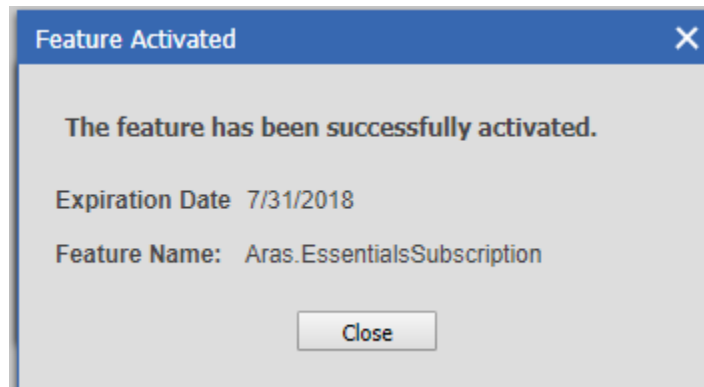 Feature Activated
The feature has been successfully activated.
Expiration Date 7/31/2018
Feature Name: Aras.EssentialsSubscription
Close